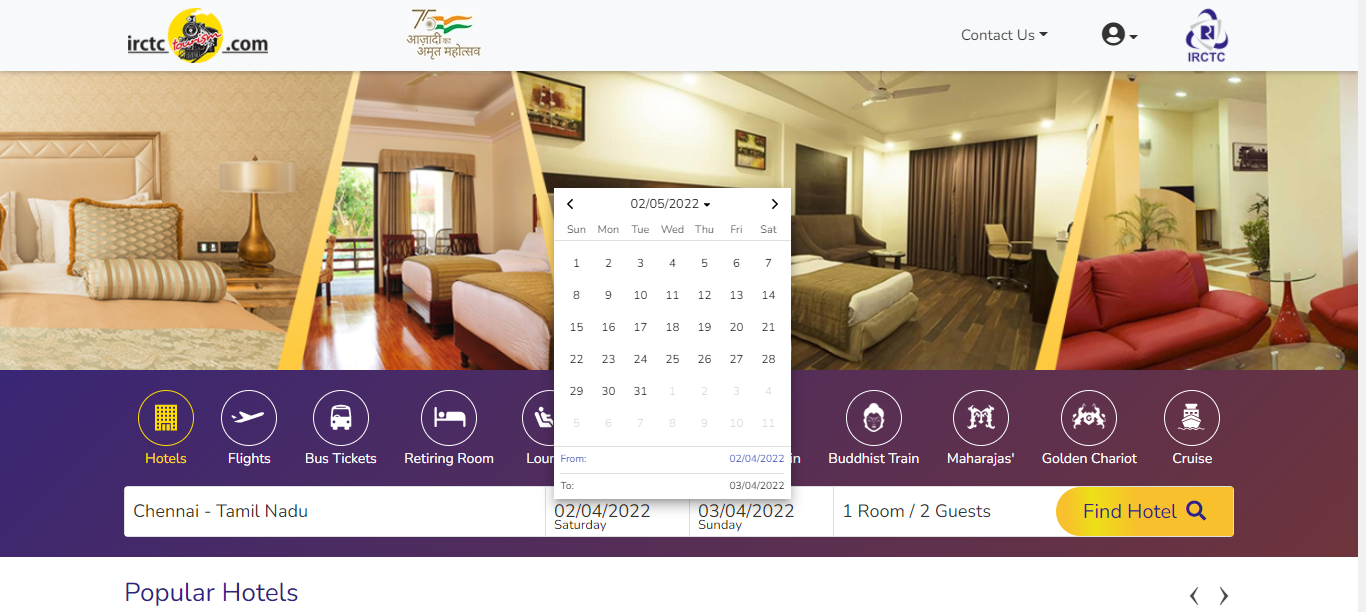 irctc tourism .com
75
आज़ादी का
अमृत महोत्सव
Contact Us
IRCTC
02/05/2022
Sun Mon Tue Wed Thu Fri Sat
1 2 3 4 5 6 7
8 9 10 11 12 13 14
15 16 17 18 19 20 21
22 23 24 25 26 27 28
29 30 31 1 2 3 4
5 6 7 8 9 10 11
From: 02/04/2022
To: 03/04/2022
Hotels Flights Bus Tickets Retiring Room Buddhist Train Maharajas' Golden Chariot Cruise
Chennai - Tamil Nadu 02/04/2022 03/04/2022 1 Room / 2 Guests Find Hotel
Saturday Sunday
Popular Hotels